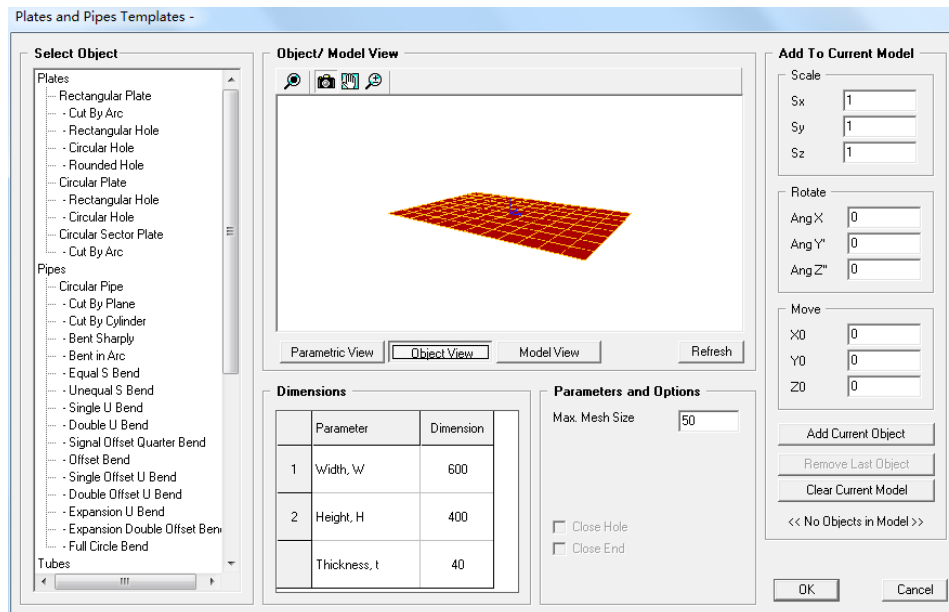 Plates and Pipes Templates -
Select Object
Plates
Rectangular Plate
- Cut By Arc
- Rectangular Hole
- Circular Hole
- Rounded Hole
Circular Plate
- Rectangular Hole
- Circular Hole
Circular Sector Plate
- Cut By Arc
Pipes
Circular Pipe
- Cut By Plane
- Cut By Cylinder
- Bent Sharply
- Bent in Arc
- Equal S Bend
- Unequal S Bend
- Single U Bend
- Double U Bend
- Signal Offset Quarter Bend
- Offset Bend
- Single Offset U Bend
- Double Offset U Bend
- Expansion U Bend
- Expansion Double Offset Ben
- Full Circle Bend
Tubes
Object/ Model View
Parametric View
Object View
Model View
Refresh
Dimensions
Parameter Dimension
1 Width, W 600
2 Height, H 400
Thickness, t 40
Parameters and Options
Max. Mesh Size 50
Close Hole
Close End
Add To Current Model
Scale
Sx 1
Sy 1
Sz 1
Rotate
Ang X 0
Ang Y' 0
Ang Z" 0
Move
X0 0
Y0 0
Z0 0
Add Current Object
Remove Last Object
Clear Current Model
<< No Objects in Model >>
OK
Cancel